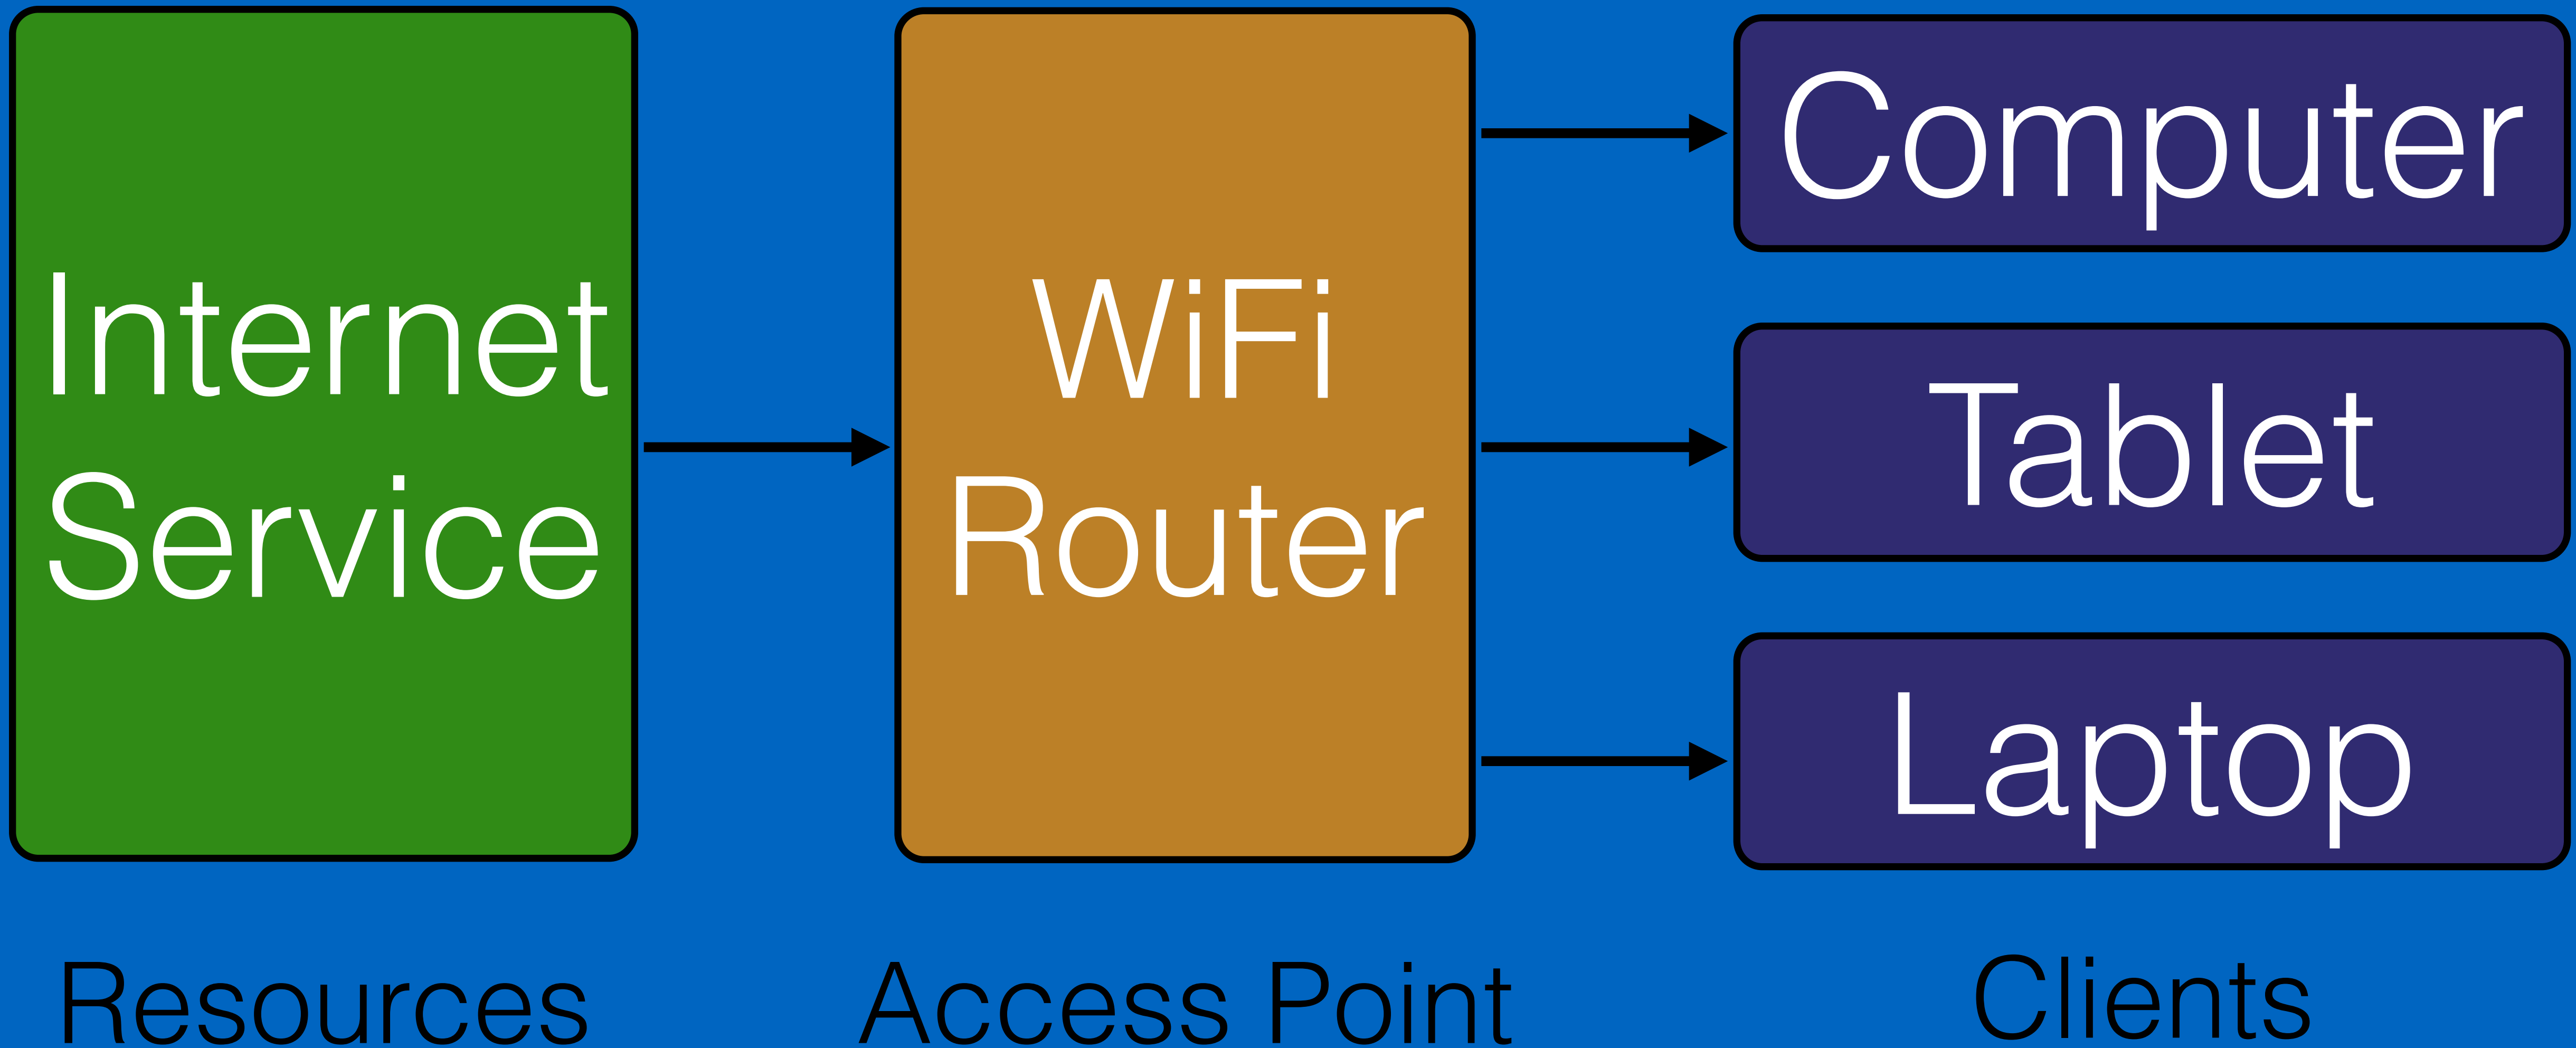 Internet
Service
WiFi
Router
Computer
Tablet
Laptop
Resources
Access Point
Clients